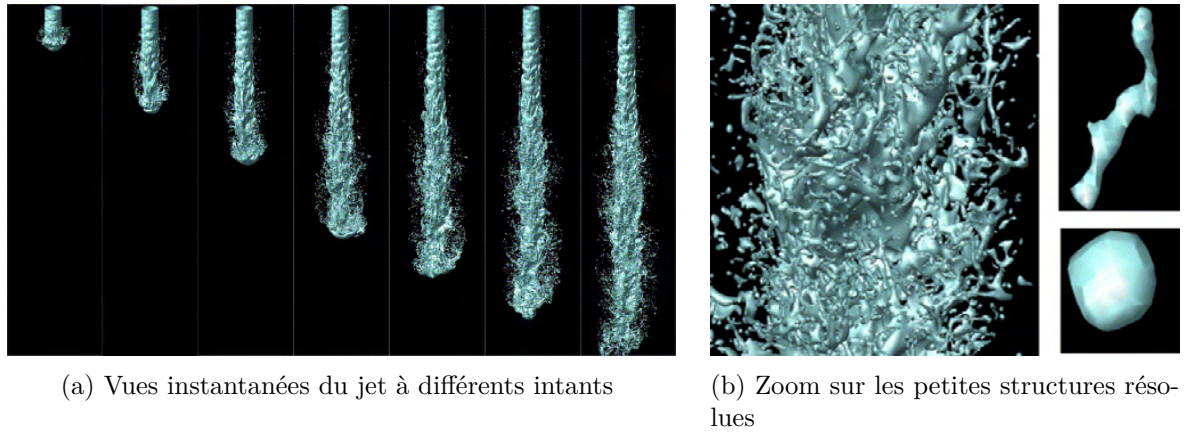 (a) Vues instantanées du jet à différents intants
(b) Zoom sur les petites structures réso-
lues